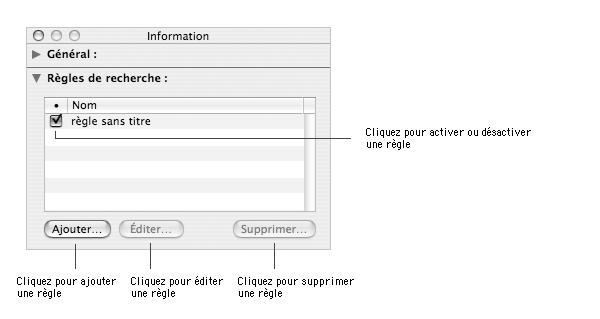 Information
Général :
Règles de recherche :
• Nom
règle sans titre
Cliquez pour activer ou désactiver
une règle
Ajouter... Éditer... Supprimer...
Cliquez pour ajouter
une règle
Cliquez pour éditer
une règle
Cliquez pour supprimer
une règle